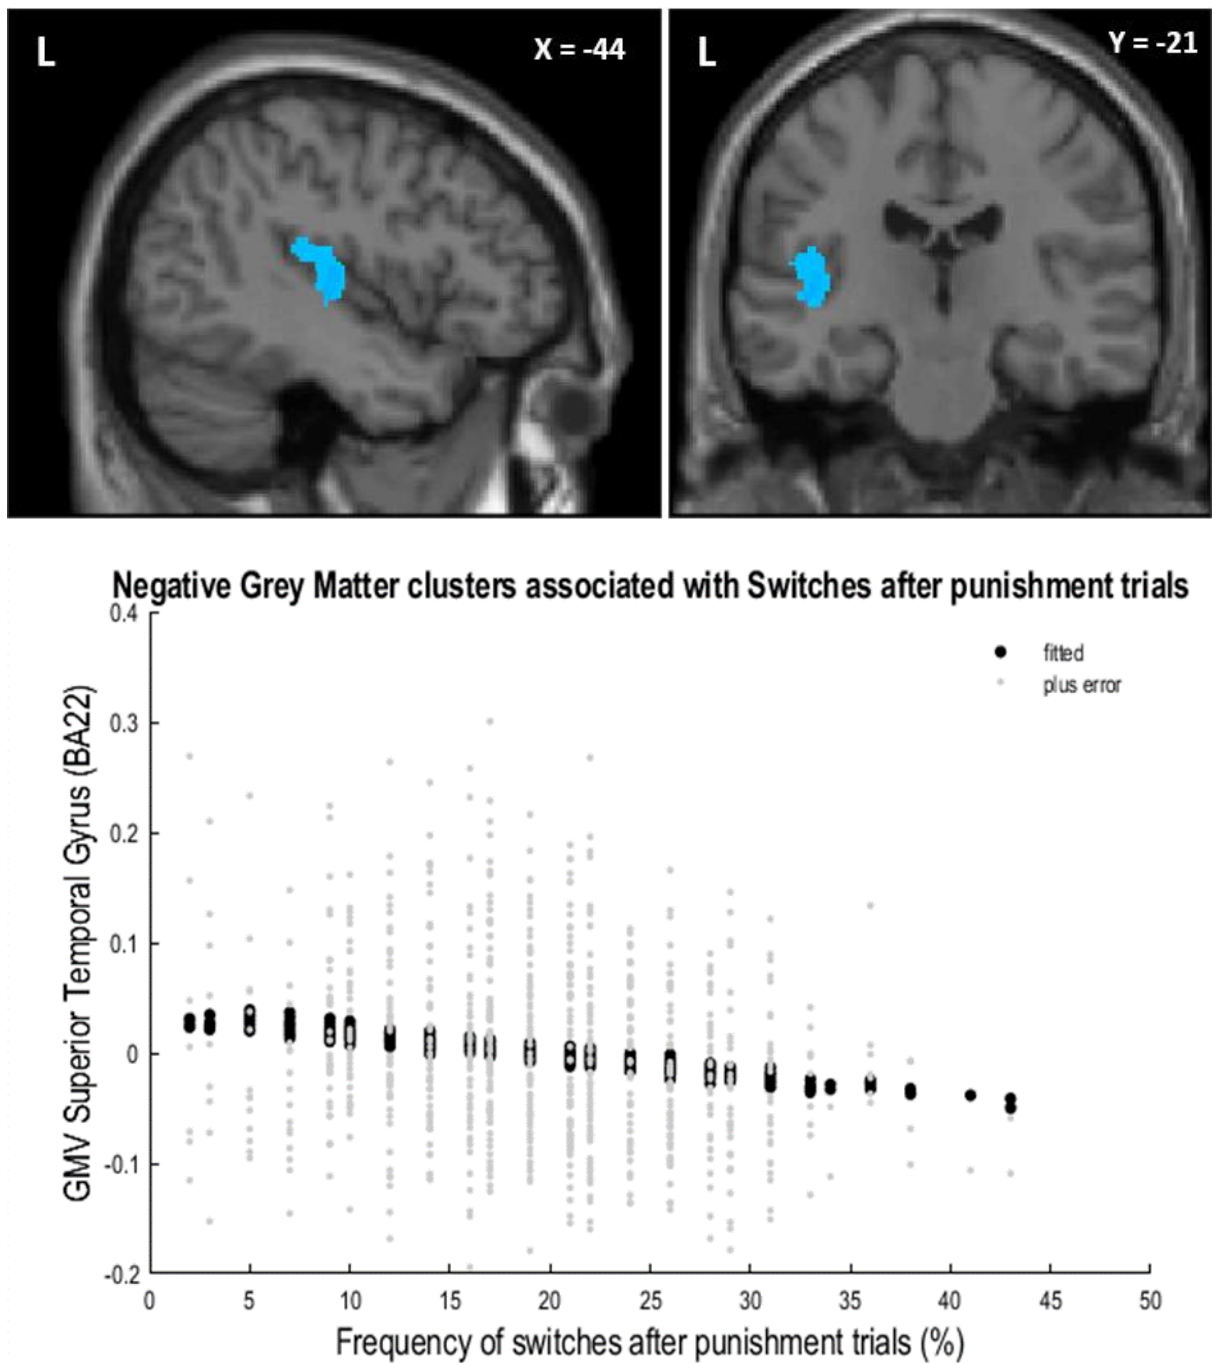 L
X = -44
L
Y = -21
Negative Grey Matter clusters associated with Switches after punishment trials
fitted
plus error
GMV Superior Temporal Gyrus (BA22)
0.4
0.3
0.2
0.1
0
-0.1
-0.2
0 5 10 15 20 25 30 35 40 45 50
Frequency of switches after punishment trials (%)